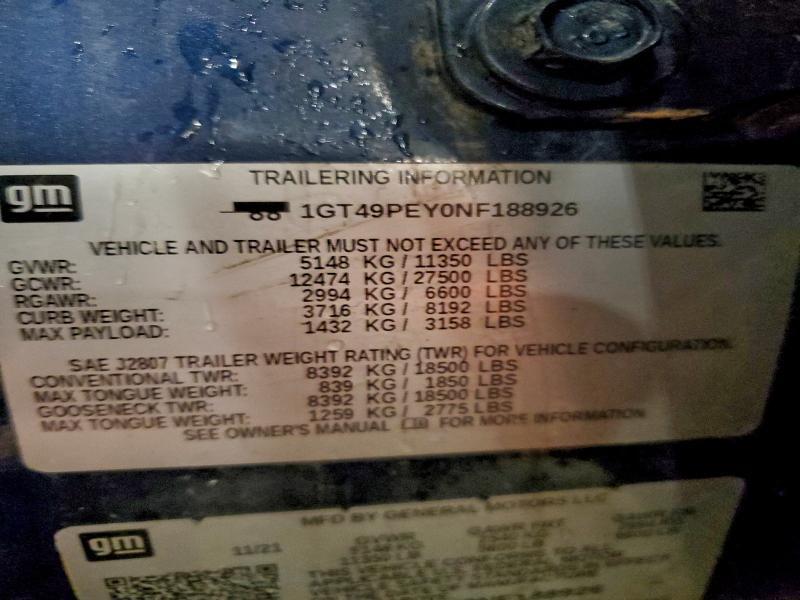 gm
TRAILERING INFORMATION
1GT49PEY0NF188926
VEHICLE AND TRAILER MUST NOT EXCEED ANY OF THESE VALUES.
GVWR: 5148 KG / 11350 LBS
GCWR: 12474 KG / 27500 LBS
RGAWR: 2994 KG / 6600 LBS
CURB WEIGHT: 3716 KG / 8192 LBS
MAX PAYLOAD: 1432 KG / 3158 LBS
SAE J2807 TRAILER WEIGHT RATING (TWR) FOR VEHICLE CONFIGURATION.
CONVENTIONAL TWR: 8392 KG / 18500 LBS
MAX TONGUE WEIGHT: 839 KG / 1850 LBS
GOOSENECK TWR: 8392 KG / 18500 LBS
MAX TONGUE WEIGHT: 1259 KG / 2775 LBS
SEE OWNER'S MANUAL FOR MORE INFORMATION
MFD BY GENERAL MOTORS LLC
gm
11/21
GVWR
GAWR FRT